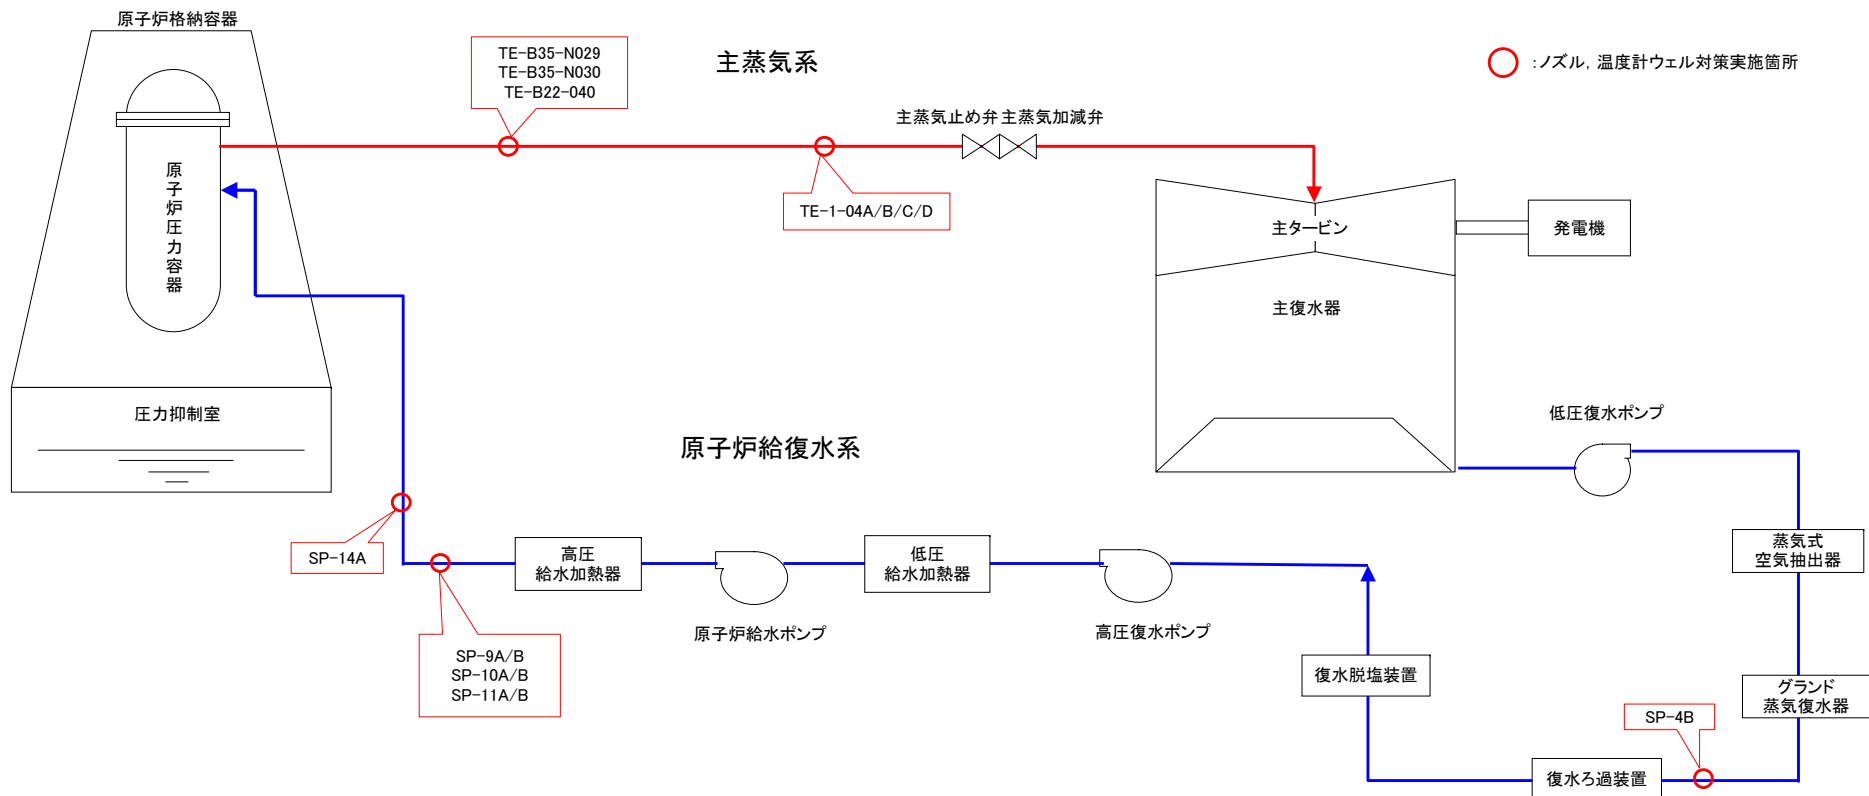 原子炉格納容器
TE-B35-N029
TE-B35-N030
TE-B22-040
主蒸気系
:ノズル, 温度計ウェル対策実施箇所
主蒸気止め弁 主蒸気加減弁
原子炉圧力容器
TE-1-04A/B/C/D
主タービン
発電機
主復水器
圧力抑制室
低圧復水ポンプ
原子炉給復水系
SP-14A
高圧
給水加熱器
低圧
給水加熱器
蒸気式
空気抽出器
原子炉給水ポンプ
高圧復水ポンプ
SP-9A/B
SP-10A/B
SP-11A/B
復水脱塩装置
グランド
蒸気復水器
SP-4B
復水ろ過装置